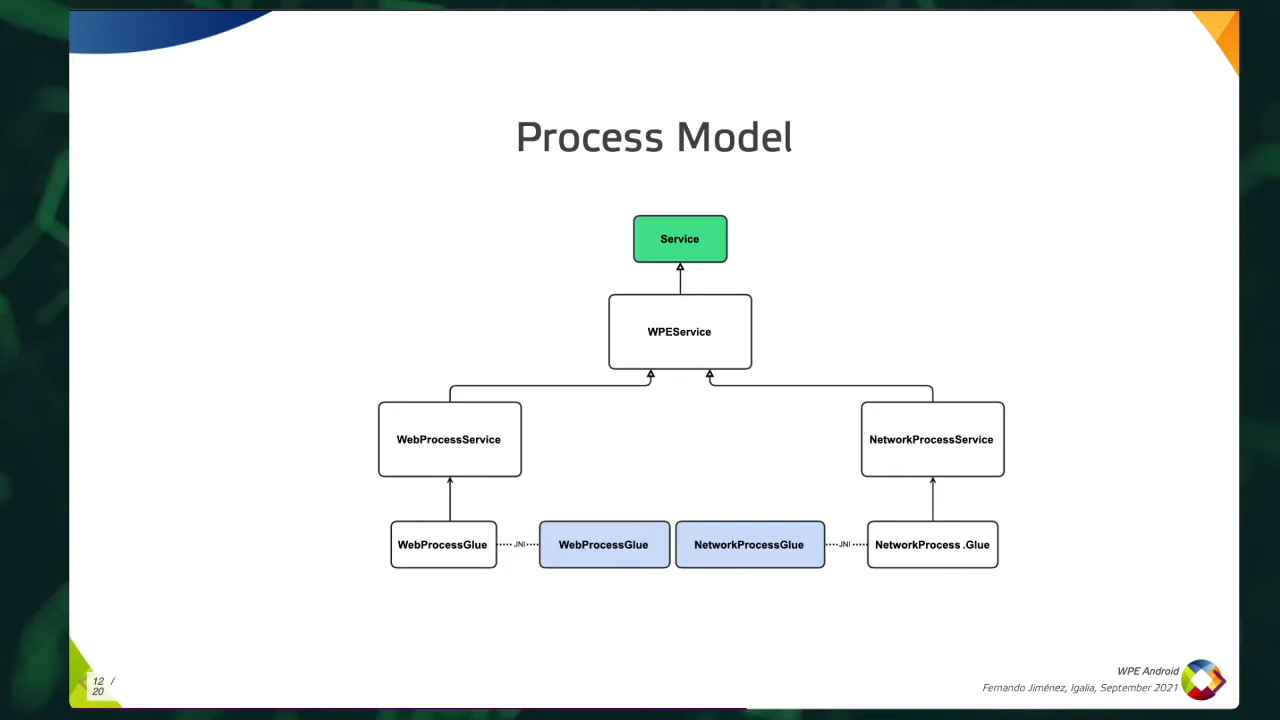 Process Model
Service
WPEService
WebProcessService
NetworkProcessService
WebProcessGlue
JNI
WebProcessGlue
NetworkProcessGlue
JNI
NetworkProcess.Glue
12 /
20
WPE Android
Fernando Jiménez, Igalia, September 2021